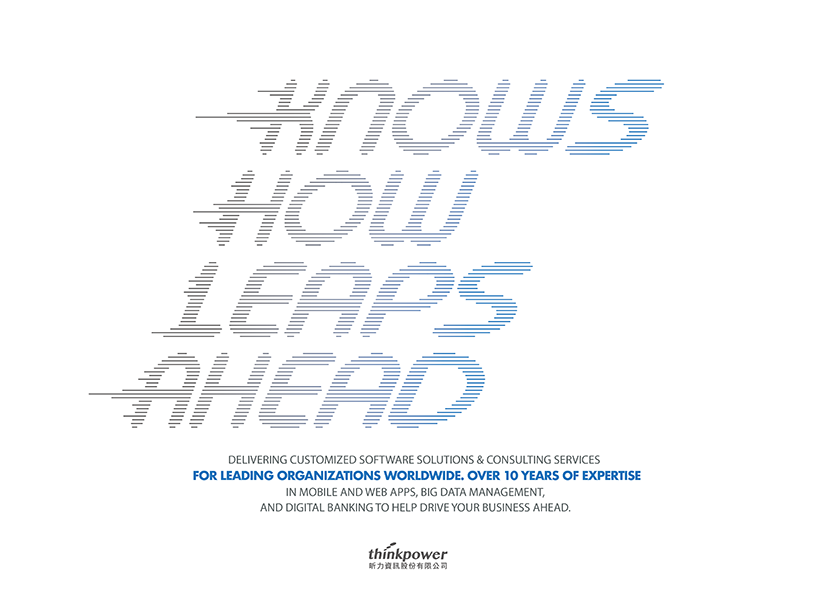 KNOWS
HOW
LEAPS
AHEAD
DELIVERING CUSTOMIZED SOFTWARE SOLUTIONS & CONSULTING SERVICES
FOR LEADING ORGANIZATIONS WORLDWIDE. OVER 10 YEARS OF EXPERTISE
IN MOBILE AND WEB APPS, BIG DATA MANAGEMENT,
AND DIGITAL BANKING TO HELP DRIVE YOUR BUSINESS AHEAD.
thinkpower
昕力資訊股份有限公司